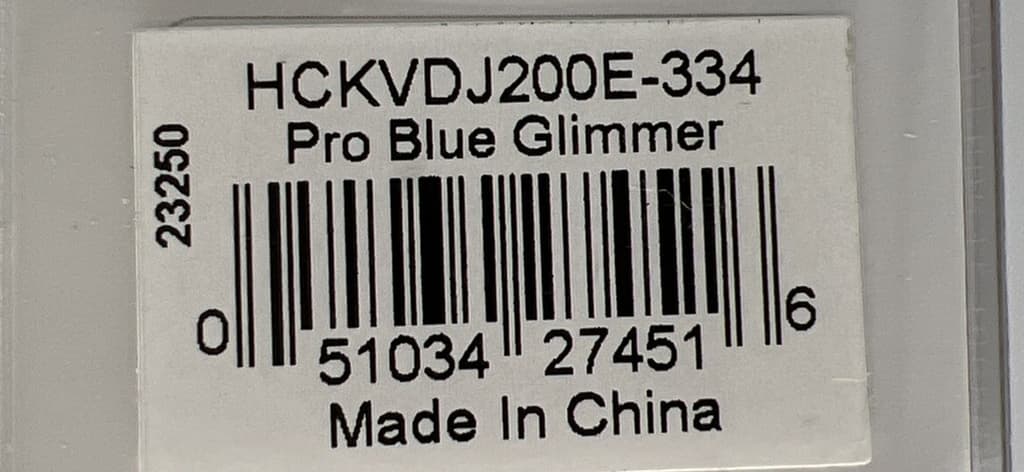 HCKVDJ200E-334
Pro Blue Glimmer
23250
0 51034 27451 6
Made In China